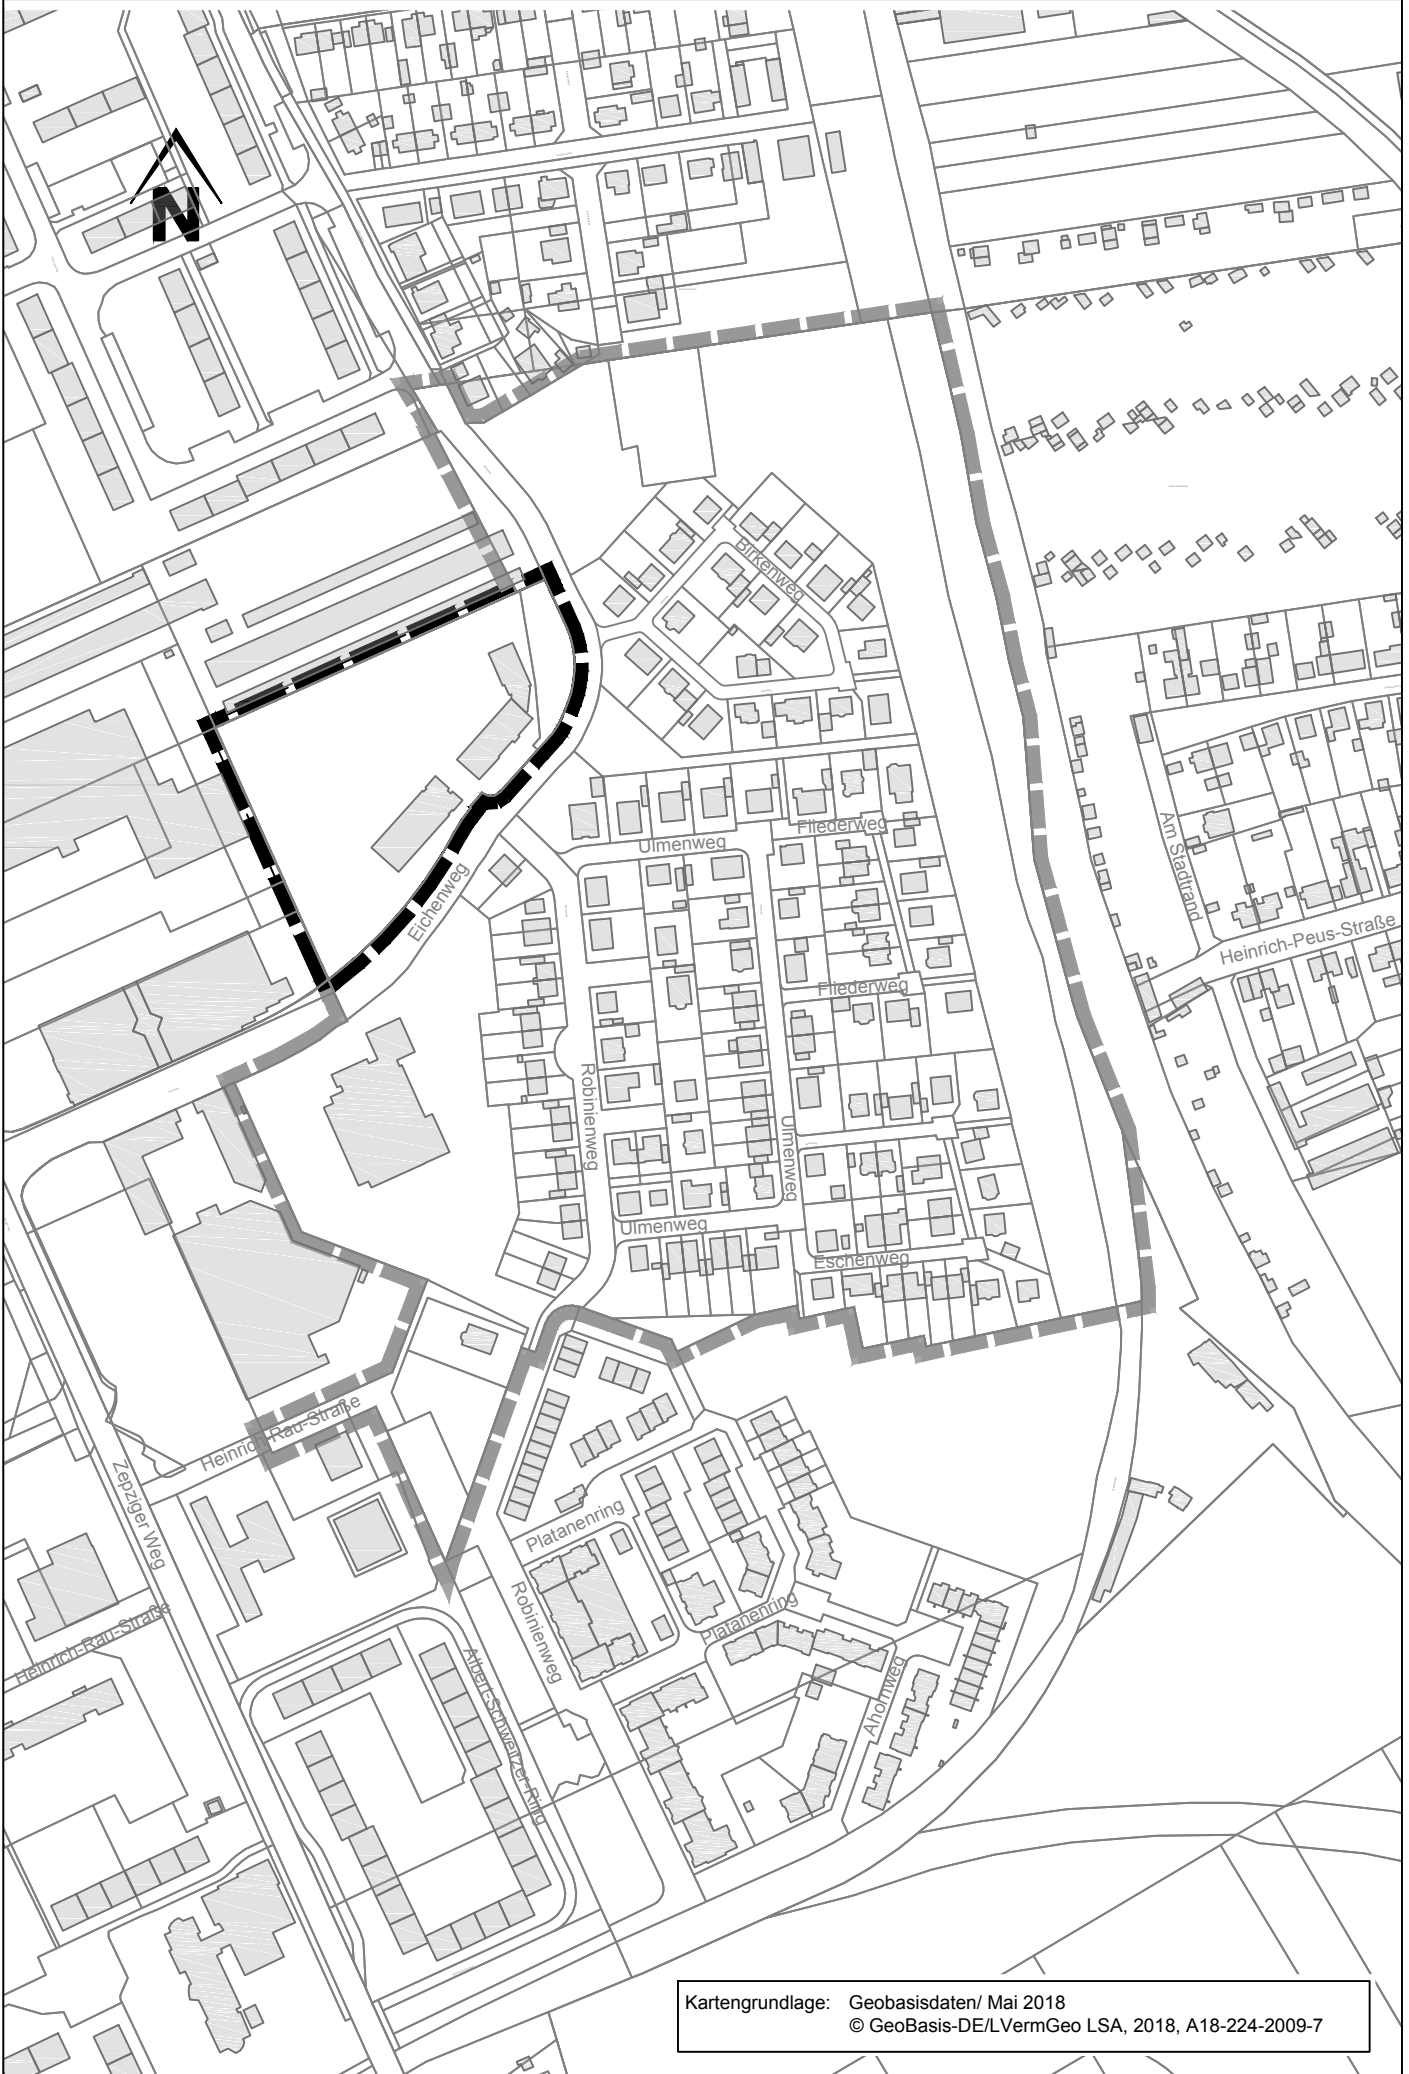 N
Birkenweg
Fliederweg
Ulmenweg
Am Stadtrand
Eichenweg
Heinrich-Peus-Straße
Fliederweg
Robinienweg
Ulmenweg
Ulmenweg
Eschenweg
Heinrich-Rau-Straße
Zepziger Weg
Platanenring
Robinienweg
Platanenring
Heinrich-Rau-Straße
Albert-Schweitzer-Ring
Ahornweg
Kartengrundlage: Geobasisdaten/ Mai 2018
© GeoBasis-DE/LVermGeo LSA, 2018, A18-224-2009-7